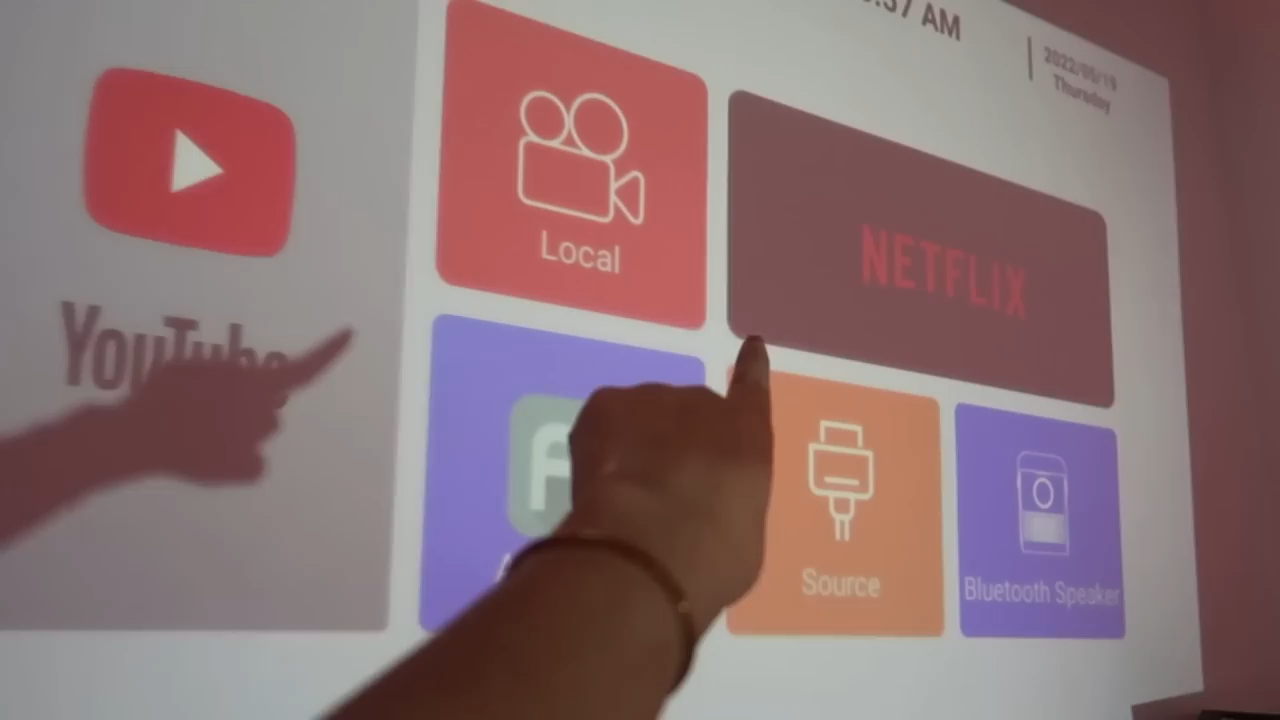 AM
2022/05/19
Thursday
YouTube
Local
NETFLIX
Source
Bluetooth Speaker